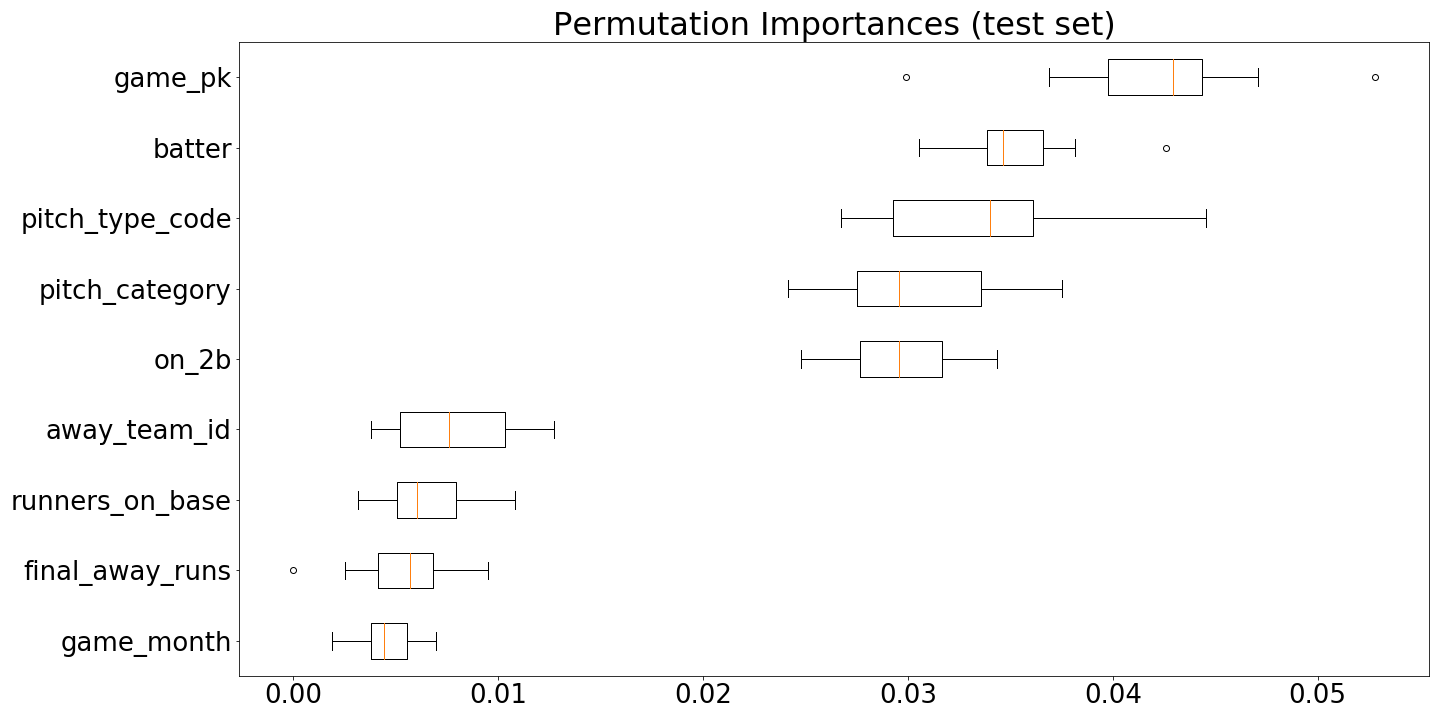 Permutation Importances (test set)
game_pk
batter
pitch_type_code
pitch_category
on_2b
away_team_id
runners_on_base
final_away_runs
game_month
0.00 0.01 0.02 0.03 0.04 0.05